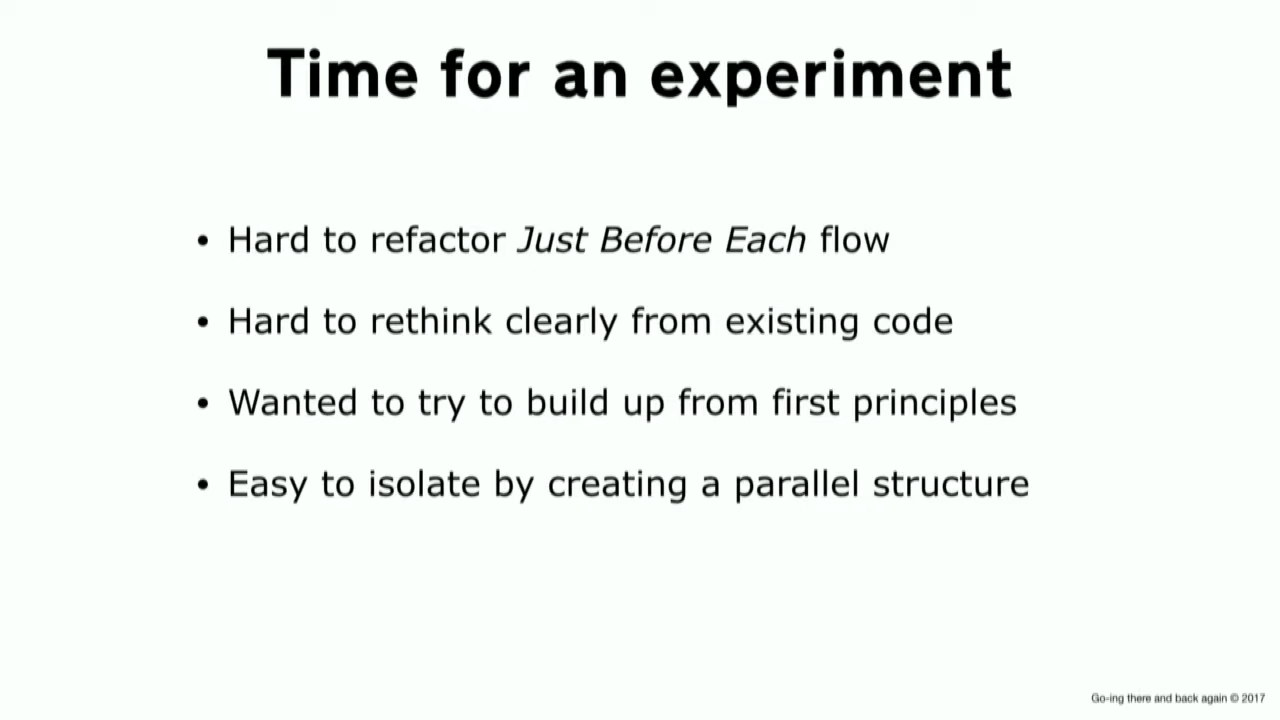 Time for an experiment
• Hard to refactor Just Before Each flow
• Hard to rethink clearly from existing code
• Wanted to try to build up from first principles
• Easy to isolate by creating a parallel structure
Go-ing there and back again © 2017